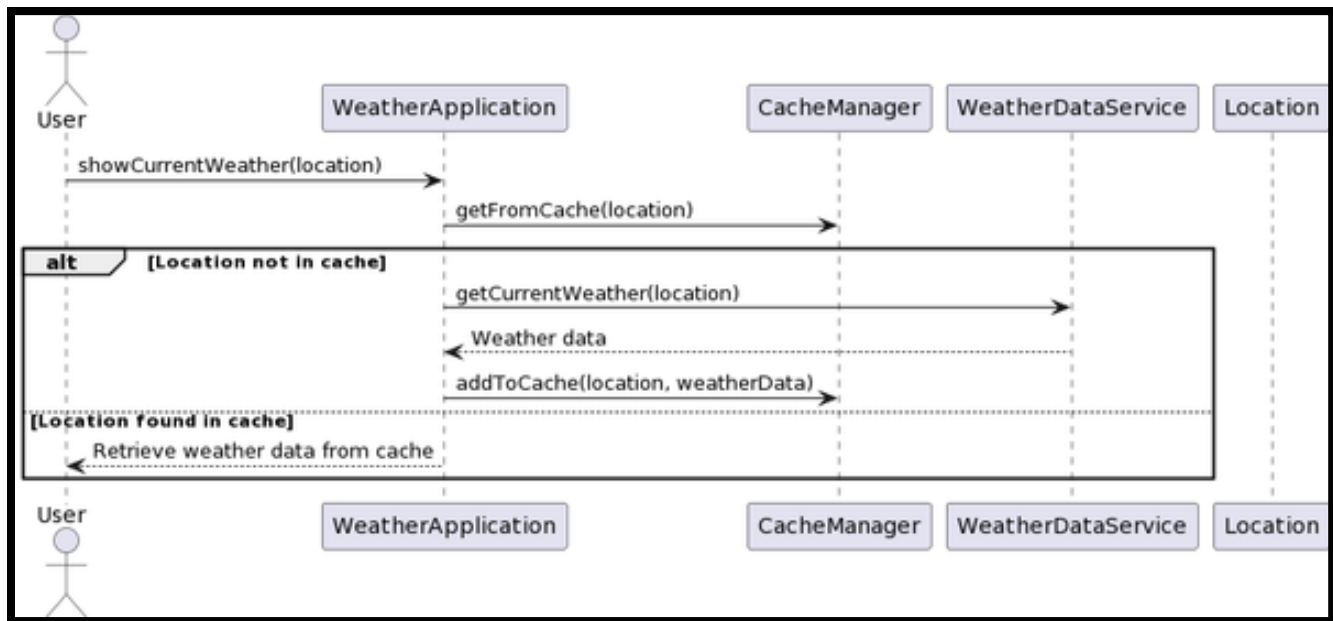 User
WeatherApplication
CacheManager
WeatherDataService
Location
showCurrentWeather(location)
getFromCache(location)
alt [Location not in cache]
getCurrentWeather(location)
Weather data
addToCache(location, weatherData)
[Location found in cache]
Retrieve weather data from cache
User
WeatherApplication
CacheManager
WeatherDataService
Location